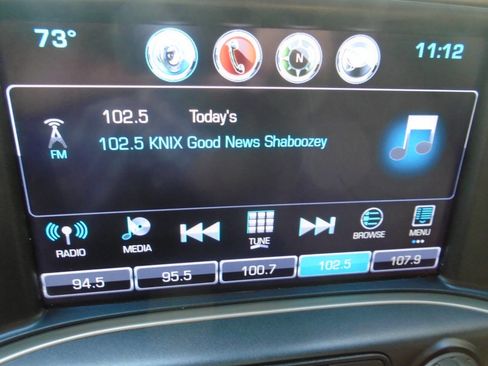 73°
11:12
N
102.5 Today's
FM
102.5 KNIX Good News Shaboozey
RADIO
MEDIA
TUNE
BROWSE
MENU
94.5
95.5
100.7
102.5
107.9